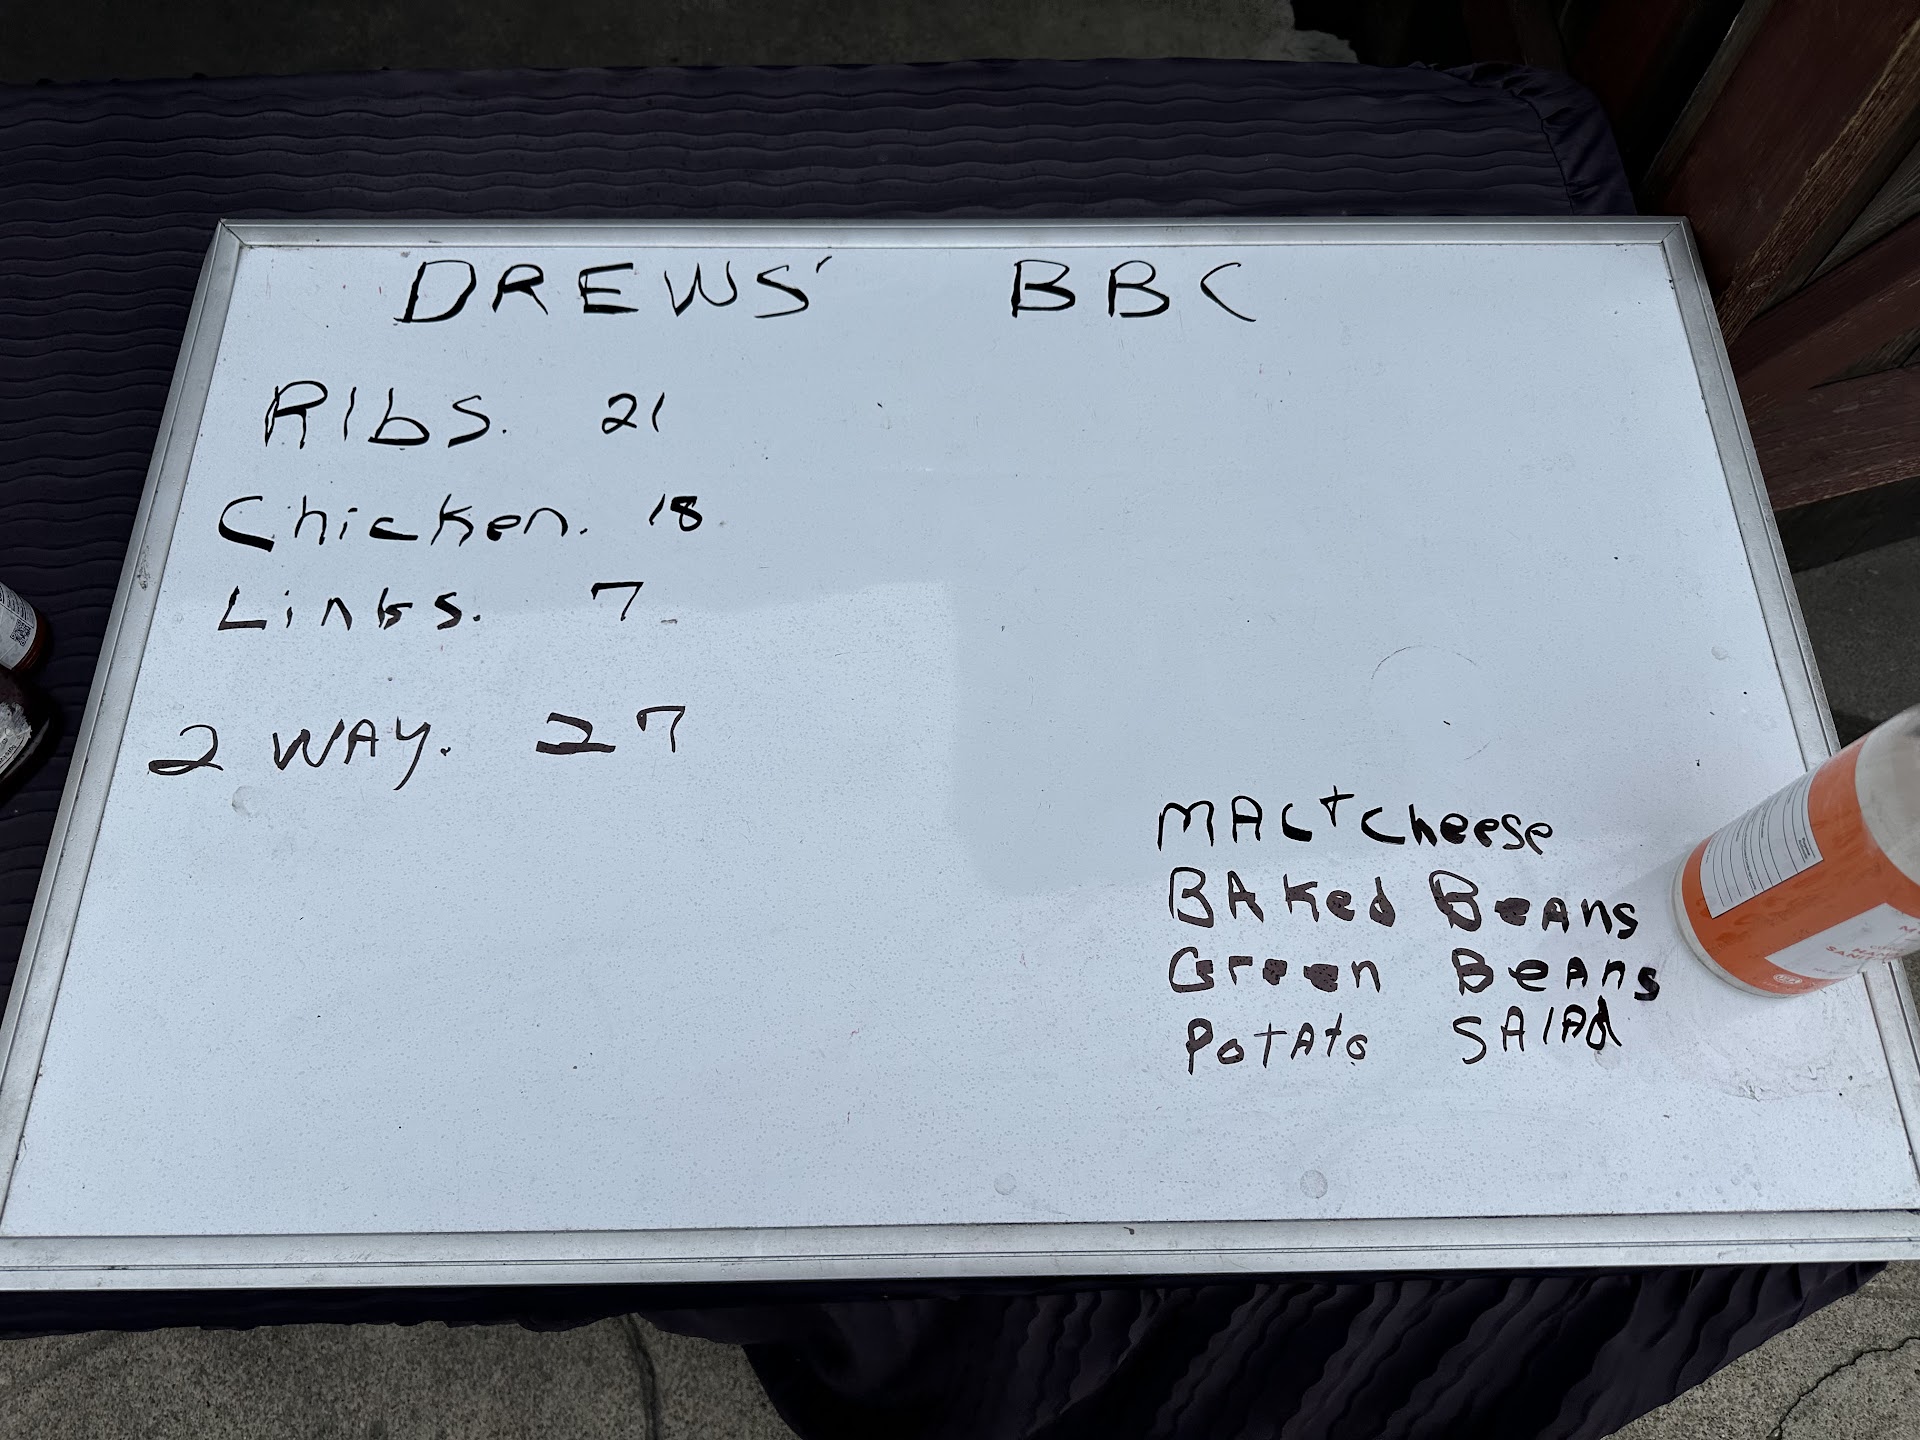 DREWS' BBC
RIbS. 21
Chicken. 18
Links. 7
2 WAY. 27
MAC + Cheese
BAKed BeANs
Green BeANs
PoTATo SAlAd